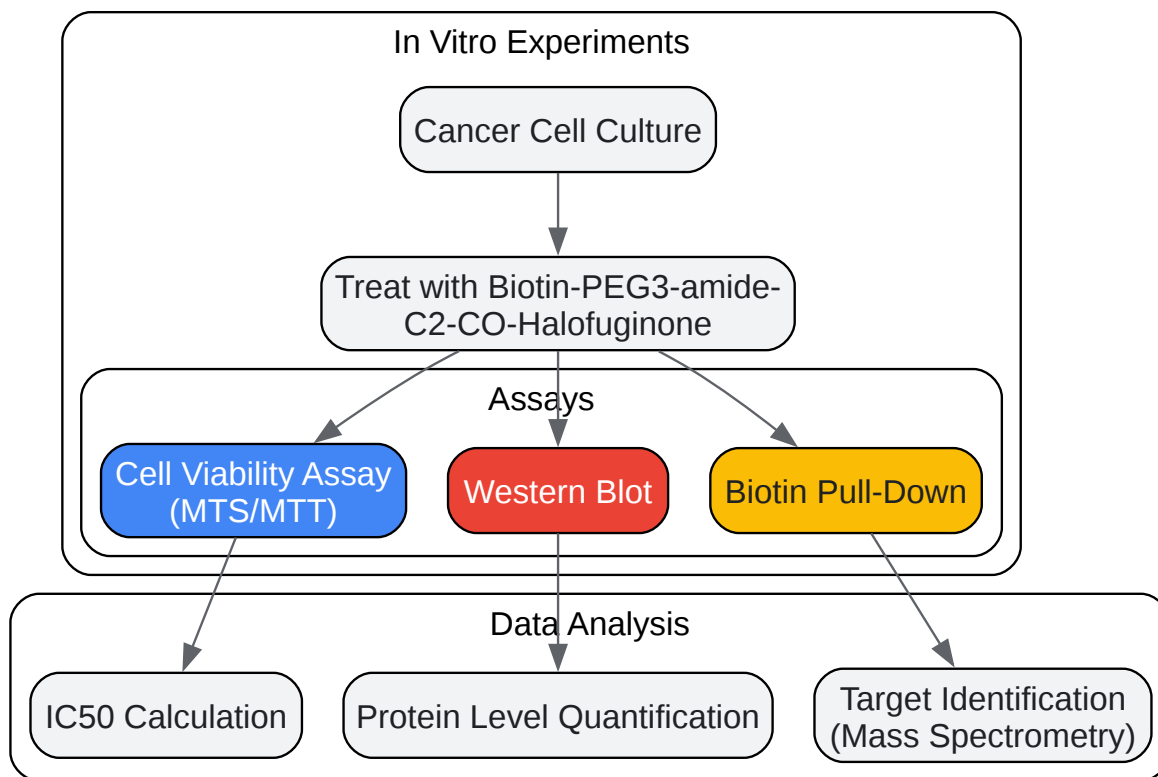 In Vitro Experiments
Cancer Cell Culture
Treat with Biotin-PEG3-amide-
C2-CO-Halofuginone
Assays
Cell Viability Assay
(MTS/MTT)
Western Blot
Biotin Pull-Down
Data Analysis
IC50 Calculation
Protein Level Quantification
Target Identification
(Mass Spectrometry)